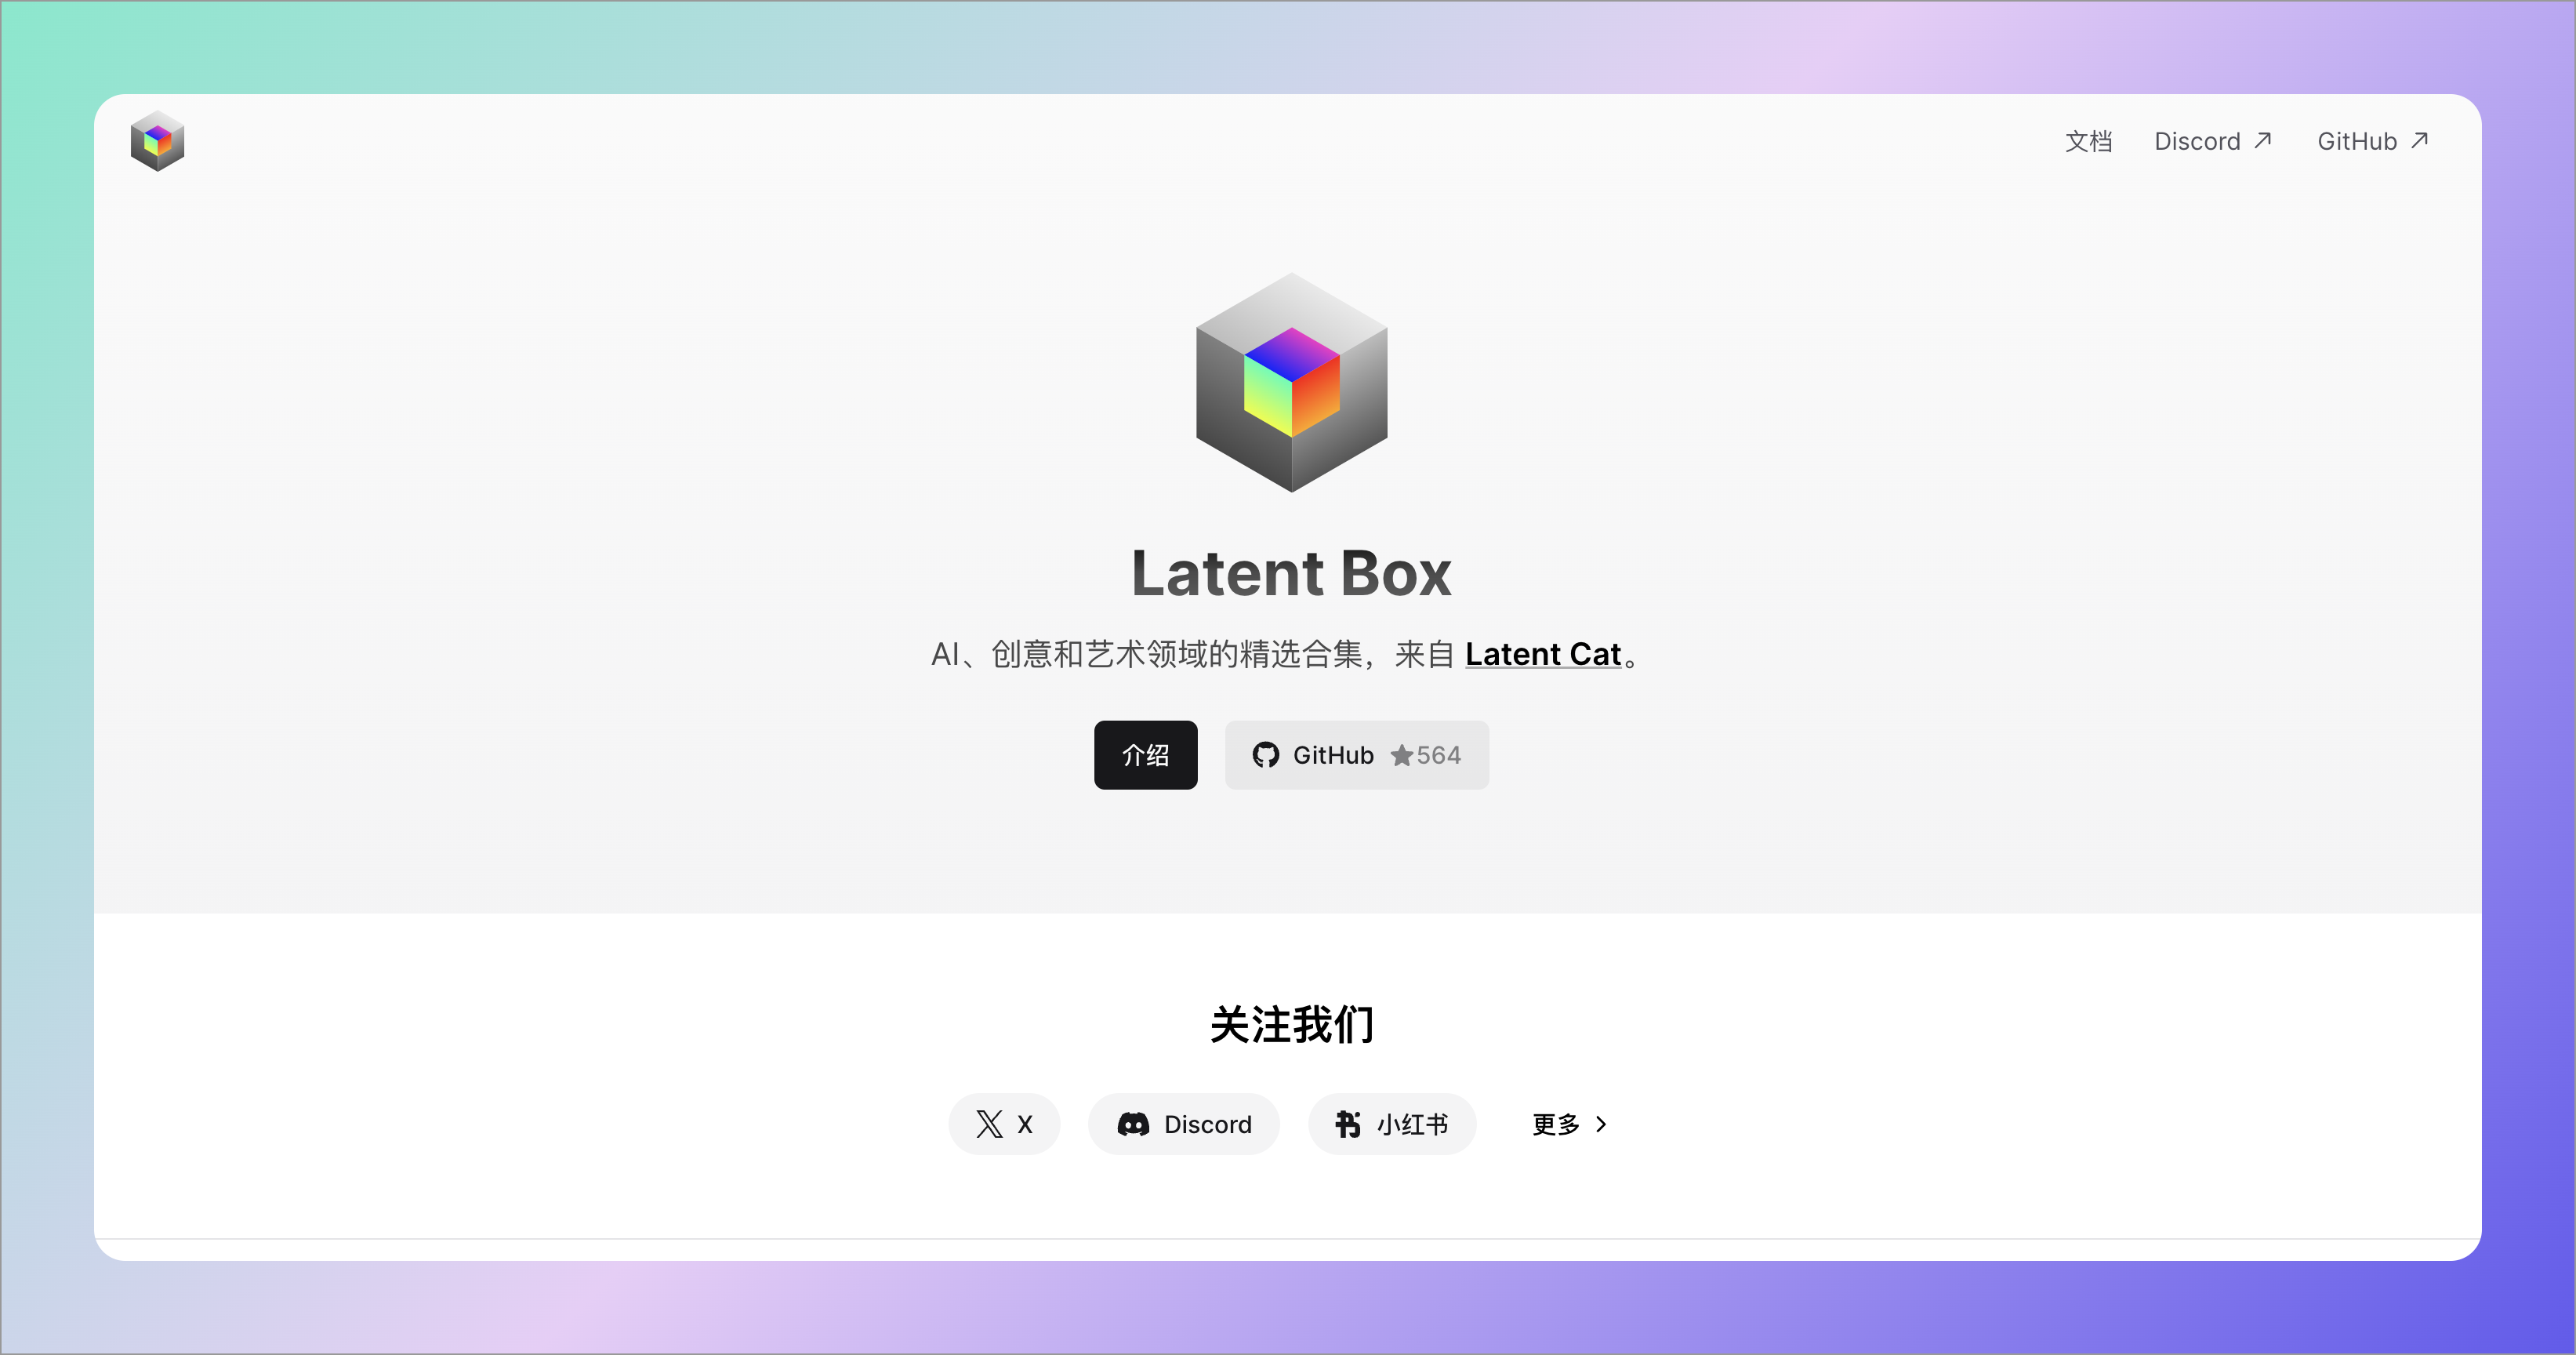 文档 Discord GitHub
Latent Box
AI、创意和艺术领域的精选合集，来自 Latent Cat。
介绍 GitHub ★564
关注我们
X Discord 小红书 更多